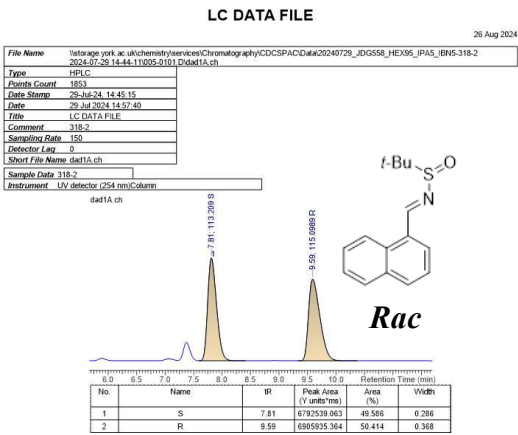 LC DATA FILE
26 Aug 2024
File Name \\storage.york.ac.uk\chemistry\services\Chromatography\CDCSPAC\Data\20240729_JDG558_HEX95_IPA5_IBN5-318-2
2024-07-29 14-44-11\005-0101.D\dad1A.ch
Type HPLC
Points Count 1853
Date Stamp 29-Jul-24, 14:45:15
Date 29 Jul 2024 14:57:40
Title LC DATA FILE
Comment 318-2
Sampling Rate 150
Detector Lag 0
Short File Name dad1A.ch
Sample Data 318-2
Instrument UV detector (254 nm)Column
dad1A.ch
7.81; 113.209 S
9.59; 115.0989 R
t-Bu S O
N
Rac
6.0 6.5 7.0 7.5 8.0 8.5 9.0 9.5 10.0 Retention Time (min)
No. Name tR Peak Area (Y units*ms) Area (%) Width
1 S 7.81 6792539.063 49.586 0.286
2 R 9.59 6905935.364 50.414 0.368